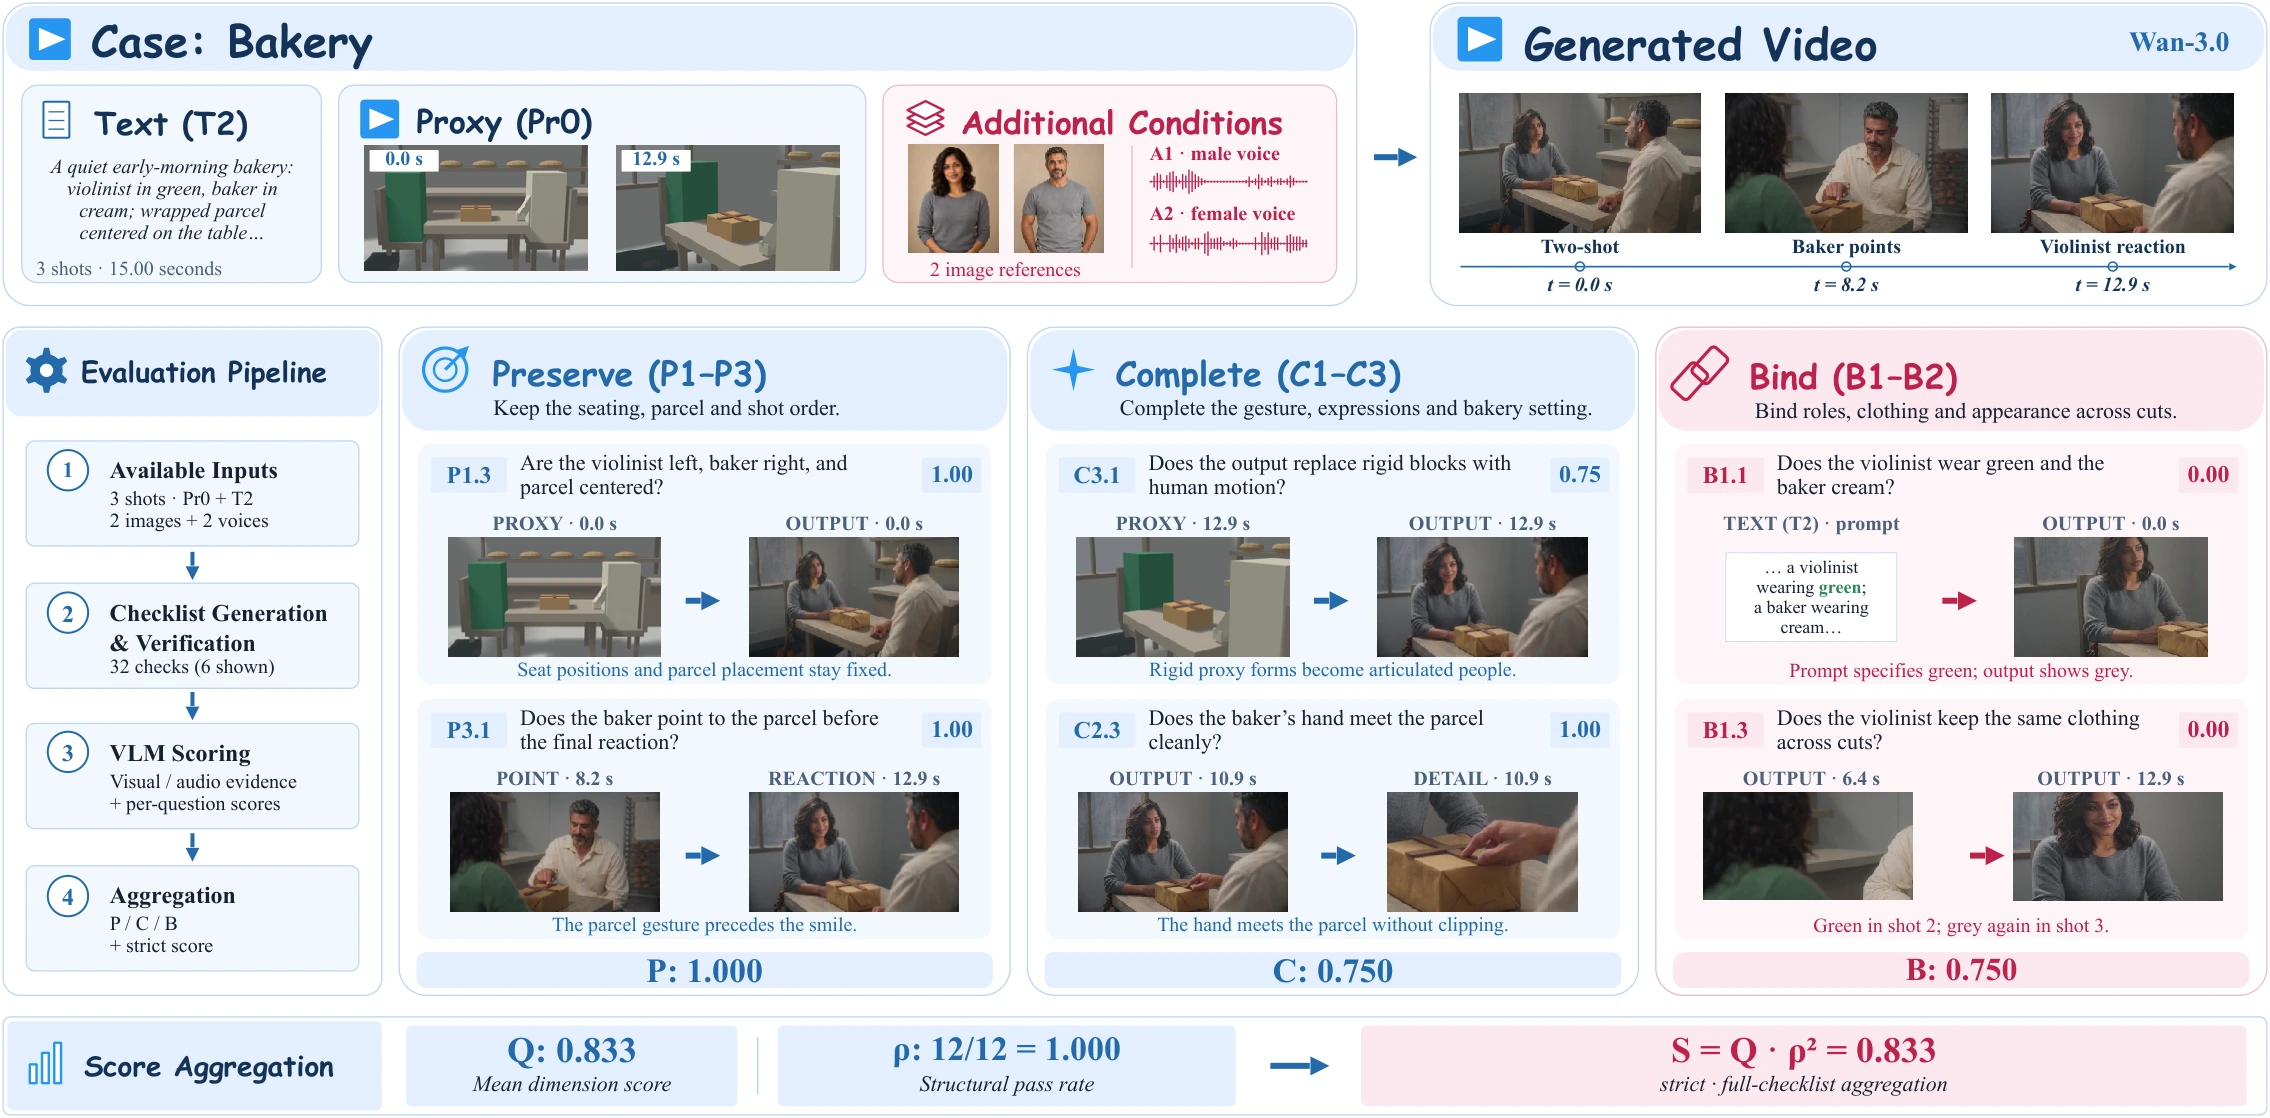 Case: Bakery
Text (T2)
A quiet early-morning bakery:
violinist in green, baker in
cream; wrapped parcel
centered on the table…
3 shots · 15.00 seconds
Proxy (Pr0)
0.0 s
12.9 s
Additional Conditions
2 image references
A1 · male voice
A2 · female voice
Generated Video
Wan-3.0
Two-shot
Baker points
Violinist reaction
t = 0.0 s
t = 8.2 s
t = 12.9 s
Evaluation Pipeline
1
Available Inputs
3 shots · Pr0 + T2
2 images + 2 voices
2
Checklist Generation
& Verification
32 checks (6 shown)
3
VLM Scoring
Visual / audio evidence
+ per-question scores
4
Aggregation
P / C / B
+ strict score
Preserve (P1–P3)
Keep the seating, parcel and shot order.
P1.3
Are the violinist left, baker right, and
parcel centered?
1.00
PROXY · 0.0 s
OUTPUT · 0.0 s
Seat positions and parcel placement stay fixed.
P3.1
Does the baker point to the parcel before
the final reaction?
1.00
POINT · 8.2 s
REACTION · 12.9 s
The parcel gesture precedes the smile.
P: 1.000
Complete (C1–C3)
Complete the gesture, expressions and bakery setting.
C3.1
Does the output replace rigid blocks with
human motion?
0.75
PROXY · 12.9 s
OUTPUT · 12.9 s
Rigid proxy forms become articulated people.
C2.3
Does the baker’s hand meet the parcel
cleanly?
1.00
OUTPUT · 10.9 s
DETAIL · 10.9 s
The hand meets the parcel without clipping.
C: 0.750
Bind (B1–B2)
Bind roles, clothing and appearance across cuts.
B1.1
Does the violinist wear green and the
baker cream?
0.00
TEXT (T2) · prompt
OUTPUT · 0.0 s
… a violinist
wearing green;
a baker wearing
cream…
Prompt specifies green; output shows grey.
B1.3
Does the violinist keep the same clothing
across cuts?
0.00
OUTPUT · 6.4 s
OUTPUT · 12.9 s
Green in shot 2; grey again in shot 3.
B: 0.750
Score Aggregation
Q: 0.833
Mean dimension score
ρ: 12/12 = 1.000
Structural pass rate
S = Q · ρ² = 0.833
strict · full-checklist aggregation